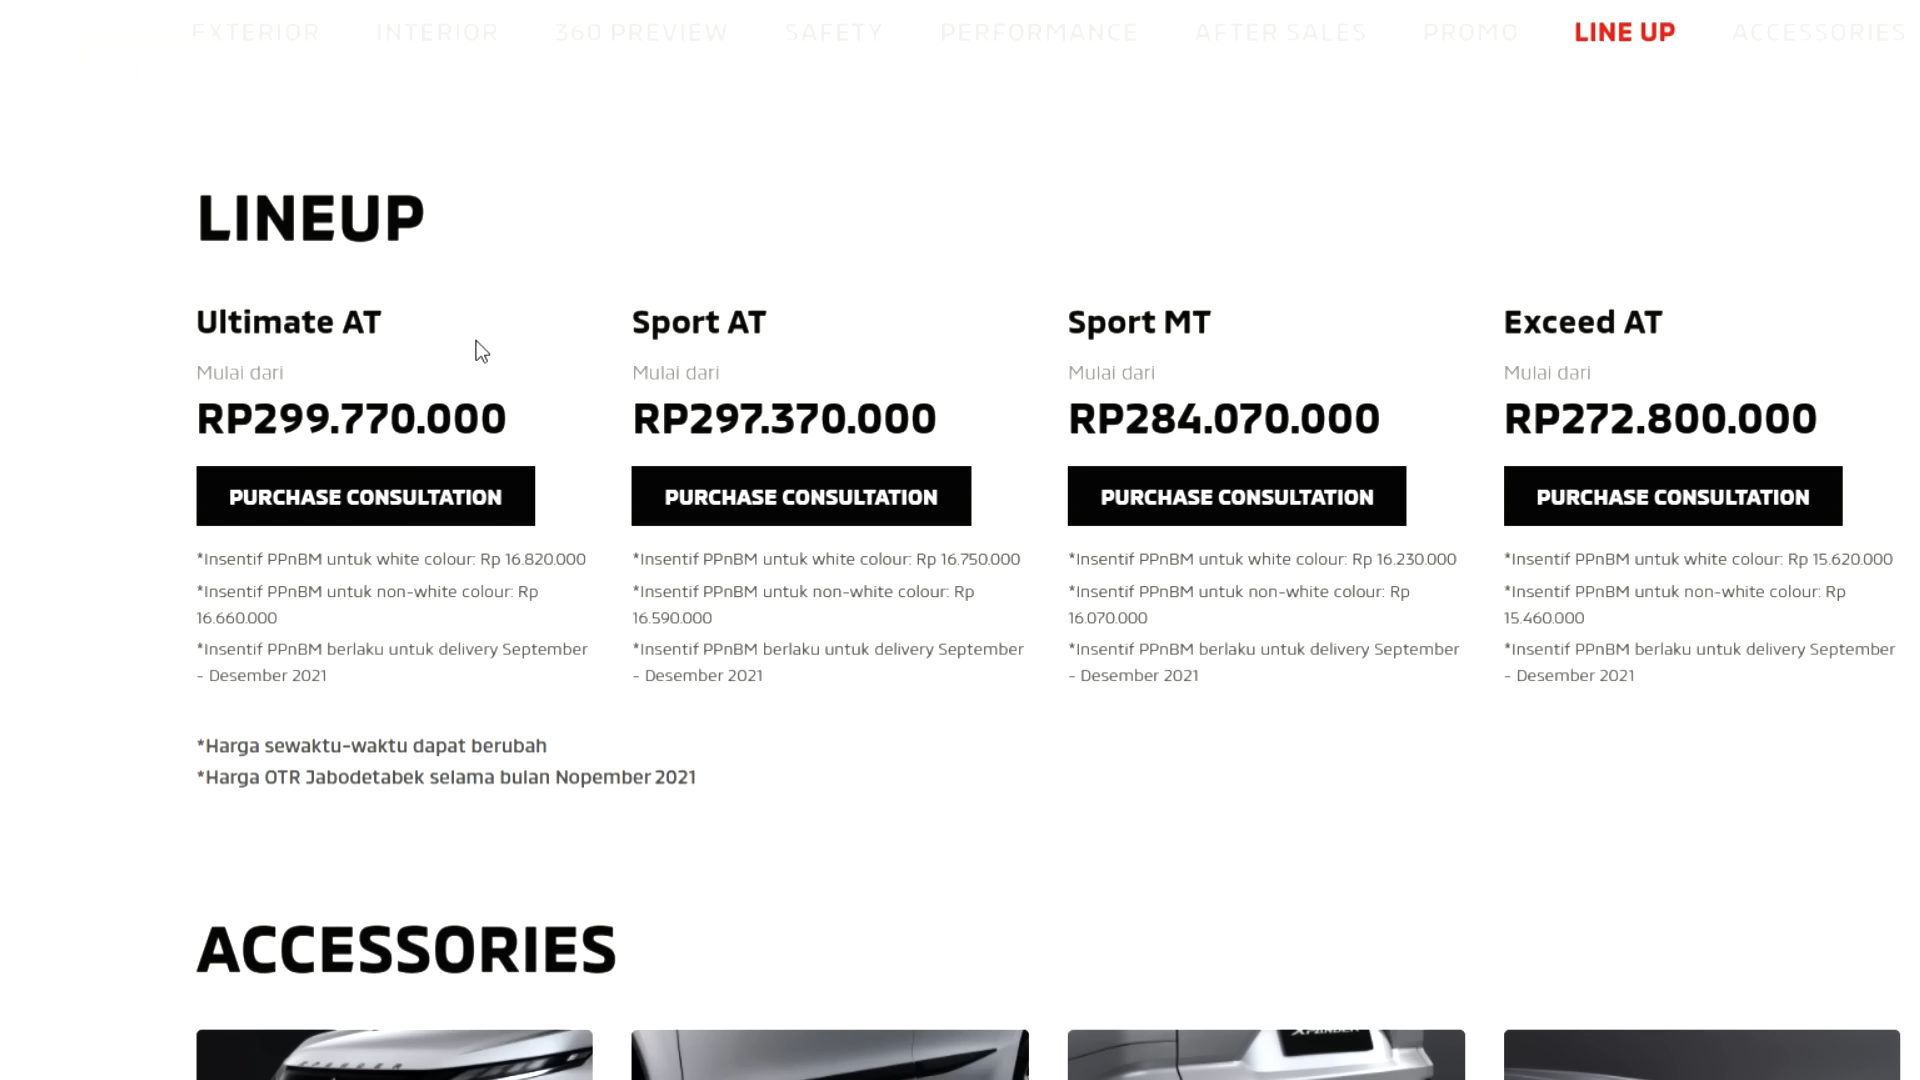 EXTERIOR INTERIOR 360 PREVIEW SAFETY PERFORMANCE AFTER SALES PROMO LINE UP ACCESSORIES
LINEUP
Ultimate AT
Mulai dari
RP299.770.000
PURCHASE CONSULTATION
*Insentif PPnBM untuk white colour: Rp 16.820.000
*Insentif PPnBM untuk non-white colour: Rp
16.660.000
*Insentif PPnBM berlaku untuk delivery September
- Desember 2021
Sport AT
Mulai dari
RP297.370.000
PURCHASE CONSULTATION
*Insentif PPnBM untuk white colour: Rp 16.750.000
*Insentif PPnBM untuk non-white colour: Rp
16.590.000
*Insentif PPnBM berlaku untuk delivery September
- Desember 2021
Sport MT
Mulai dari
RP284.070.000
PURCHASE CONSULTATION
*Insentif PPnBM untuk white colour: Rp 16.230.000
*Insentif PPnBM untuk non-white colour: Rp
16.070.000
*Insentif PPnBM berlaku untuk delivery September
- Desember 2021
Exceed AT
Mulai dari
RP272.800.000
PURCHASE CONSULTATION
*Insentif PPnBM untuk white colour: Rp 15.620.000
*Insentif PPnBM untuk non-white colour: Rp
15.460.000
*Insentif PPnBM berlaku untuk delivery September
- Desember 2021
*Harga sewaktu-waktu dapat berubah
*Harga OTR Jabodetabek selama bulan Nopember 2021
ACCESSORIES
XPANDER